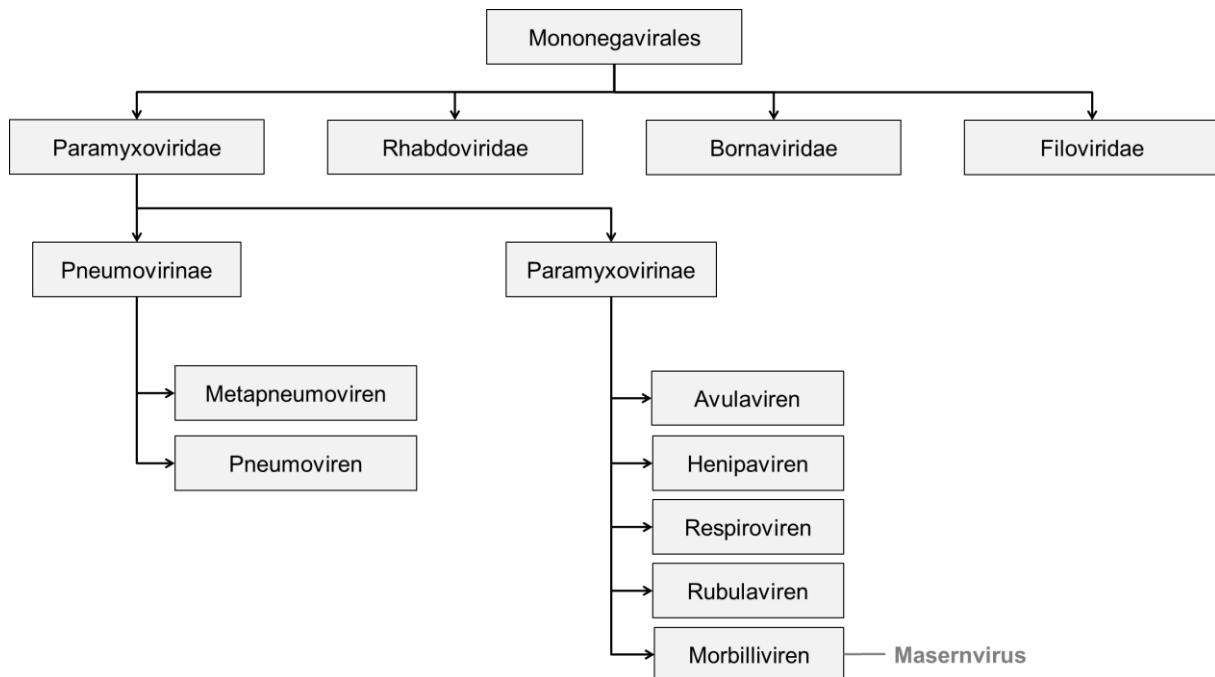 Mononegavirales
Paramyxoviridae
Rhabdoviridae
Bornaviridae
Filoviridae
Pneumovirinae
Paramyxovirinae
Metapneumoviren
Pneumoviren
Avulaviren
Henipaviren
Respiroviren
Rubulaviren
Morbilliviren
Masernvirus